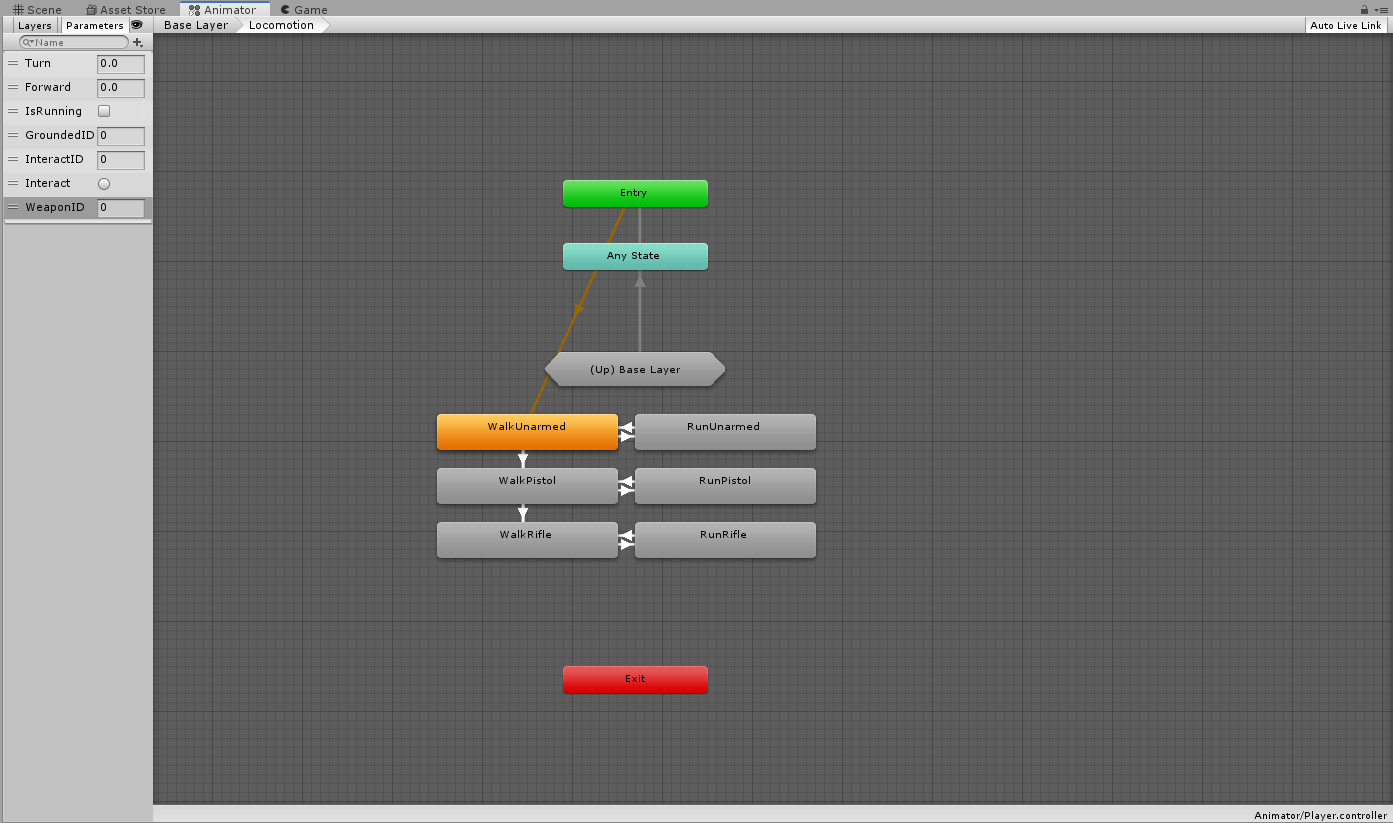 Scene Asset Store Animator Game
Layers Parameters Base Layer Locomotion Auto Live Link
Name
Turn 0.0
Forward 0.0
IsRunning
GroundedID 0
InteractID 0
Interact
WeaponID 0
Entry
Any State
(Up) Base Layer
WalkUnarmed RunUnarmed
WalkPistol RunPistol
WalkRifle RunRifle
Exit
Animator/Player.controller